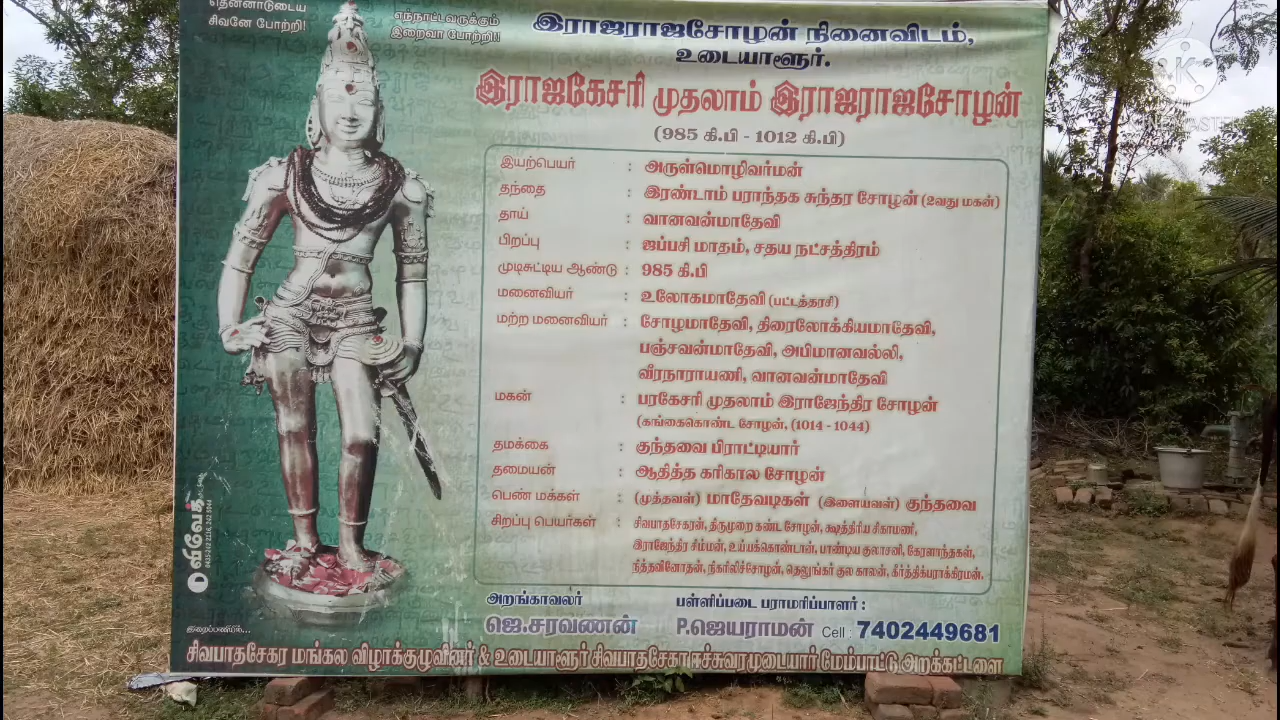 தென்னாடுடைய
சிவனே போற்றி!
எந்நாட்டவருக்கும்
இறைவா போற்றி!!
இராஜராஜசோழன் நினைவிடம்,
உடையாளூர்.
இராஜகேசரி முதலாம் இராஜராஜசோழன்
(985 கி.பி - 1012 கி.பி)
இயற்பெயர் : அருள்மொழிவர்மன்
தந்தை : இரண்டாம் பராந்தக சுந்தர சோழன் (2வது மகன்)
தாய் : வானவன்மாதேவி
பிறப்பு : ஐப்பசி மாதம், சதய நட்சத்திரம்
முடிசுட்டிய ஆண்டு : 985 கி.பி
மனைவியர் : உலோகமாதேவி (பட்டத்தரசி)
மற்ற மனைவியர் : சோழமாதேவி, திரைலோக்கியமாதேவி,
பஞ்சவன்மாதேவி, அபிமானவல்லி,
வீரநாராயணி, வானவன்மாதேவி
மகன் : பரகேசரி முதலாம் இராஜேந்திர சோழன்
(கங்கைகொண்ட சோழன், (1014 - 1044)
தமக்கை : குந்தவை பிராட்டியார்
தமையன் : ஆதித்த கரிகால சோழன்
பெண் மக்கள் : (முத்தவள்) மாதேவடிகள் (இளையவள்) குந்தவை
சிறப்பு பெயர்கள் : சிவபாதசேகரன், திருமுறை கண்ட சோழன், க்ஷத்திரிய சிகாமணி,
இராஜேந்திர சிம்மன், உய்யக்கொண்டான், பாண்டிய குலாசனி, கேரளாந்தகன்,
நித்தவினோதன், நிகரிலிச்சோழன், தெலுங்கர் குல காலன், கீர்த்திபராக்கிரமன்.
அறங்காவலர்
ஜெ.சரவணன்
பள்ளிப்படை பராமரிப்பாளர் :
P.ஜெயராமன் Cell : 7402449681
இறைப்பணியில்...
சிவபாதசேகர மங்கல விழாக்குழுவினர் & உடையாளூர் சிவபாதசேகர ஈச்சுவரமுடையார் மேம்பாட்டு அறக்கட்டளை
விவேக்